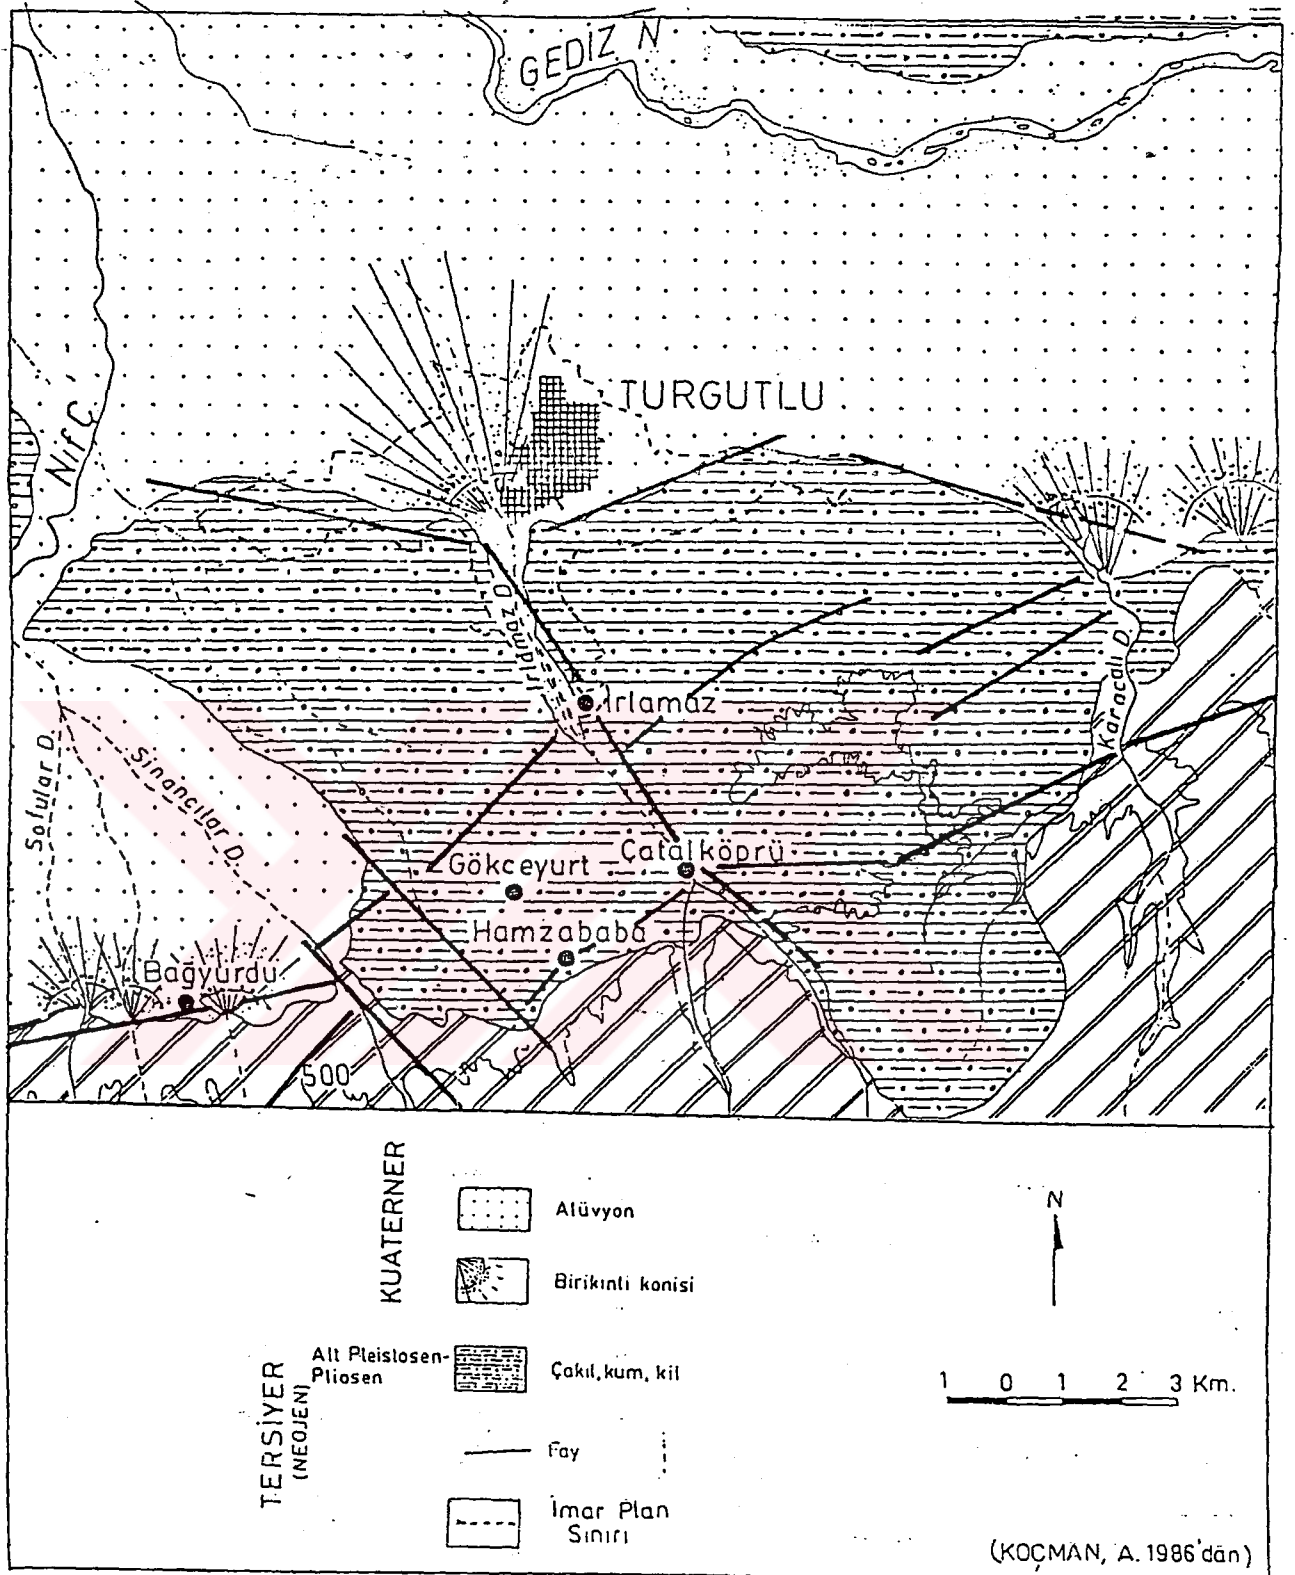 GEDİZ N
TURGUTLU
Nif Ç.
Irlamaz D.
Irlamaz
Karacalı D.
Sofular D.
Sinancılar D.
Çatalköprü
Gökceyurt
Hamzababa
Bağyurdu
500
KUATERNER
Alüvyon
Birikinti konisi
TERSİYER
(NEOJEN)
Alt Pleistosen-
Pliosen
Çakıl, kum, kil
Fay
İmar Plan
Sınırı
N
1 0 1 2 3 Km.
(KOÇMAN, A. 1986'dan)